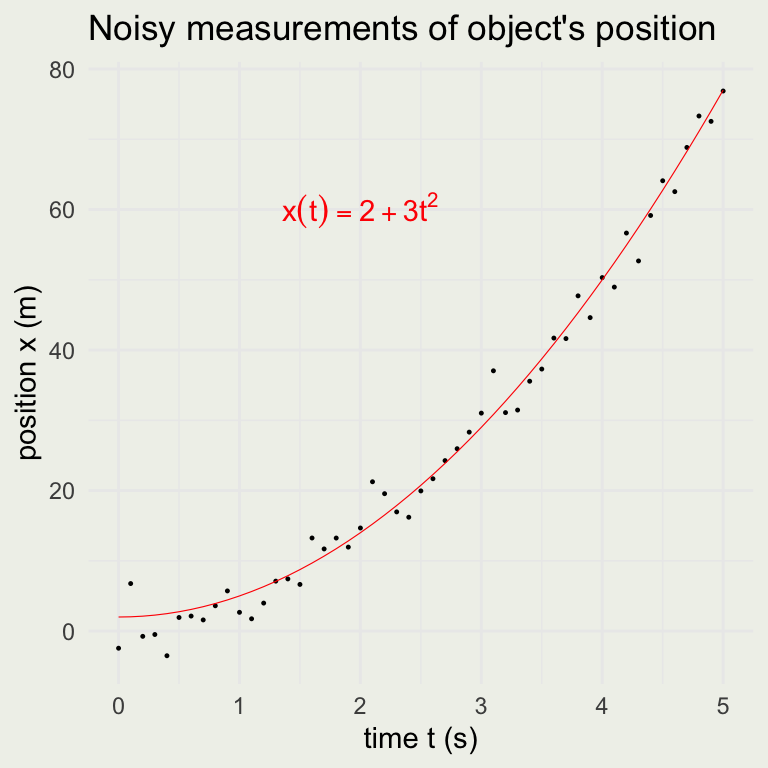 Noisy measurements of object's position
80
60
40
20
0
x(t) = 2 + 3t²
position x (m)
0 1 2 3 4 5
time t (s)